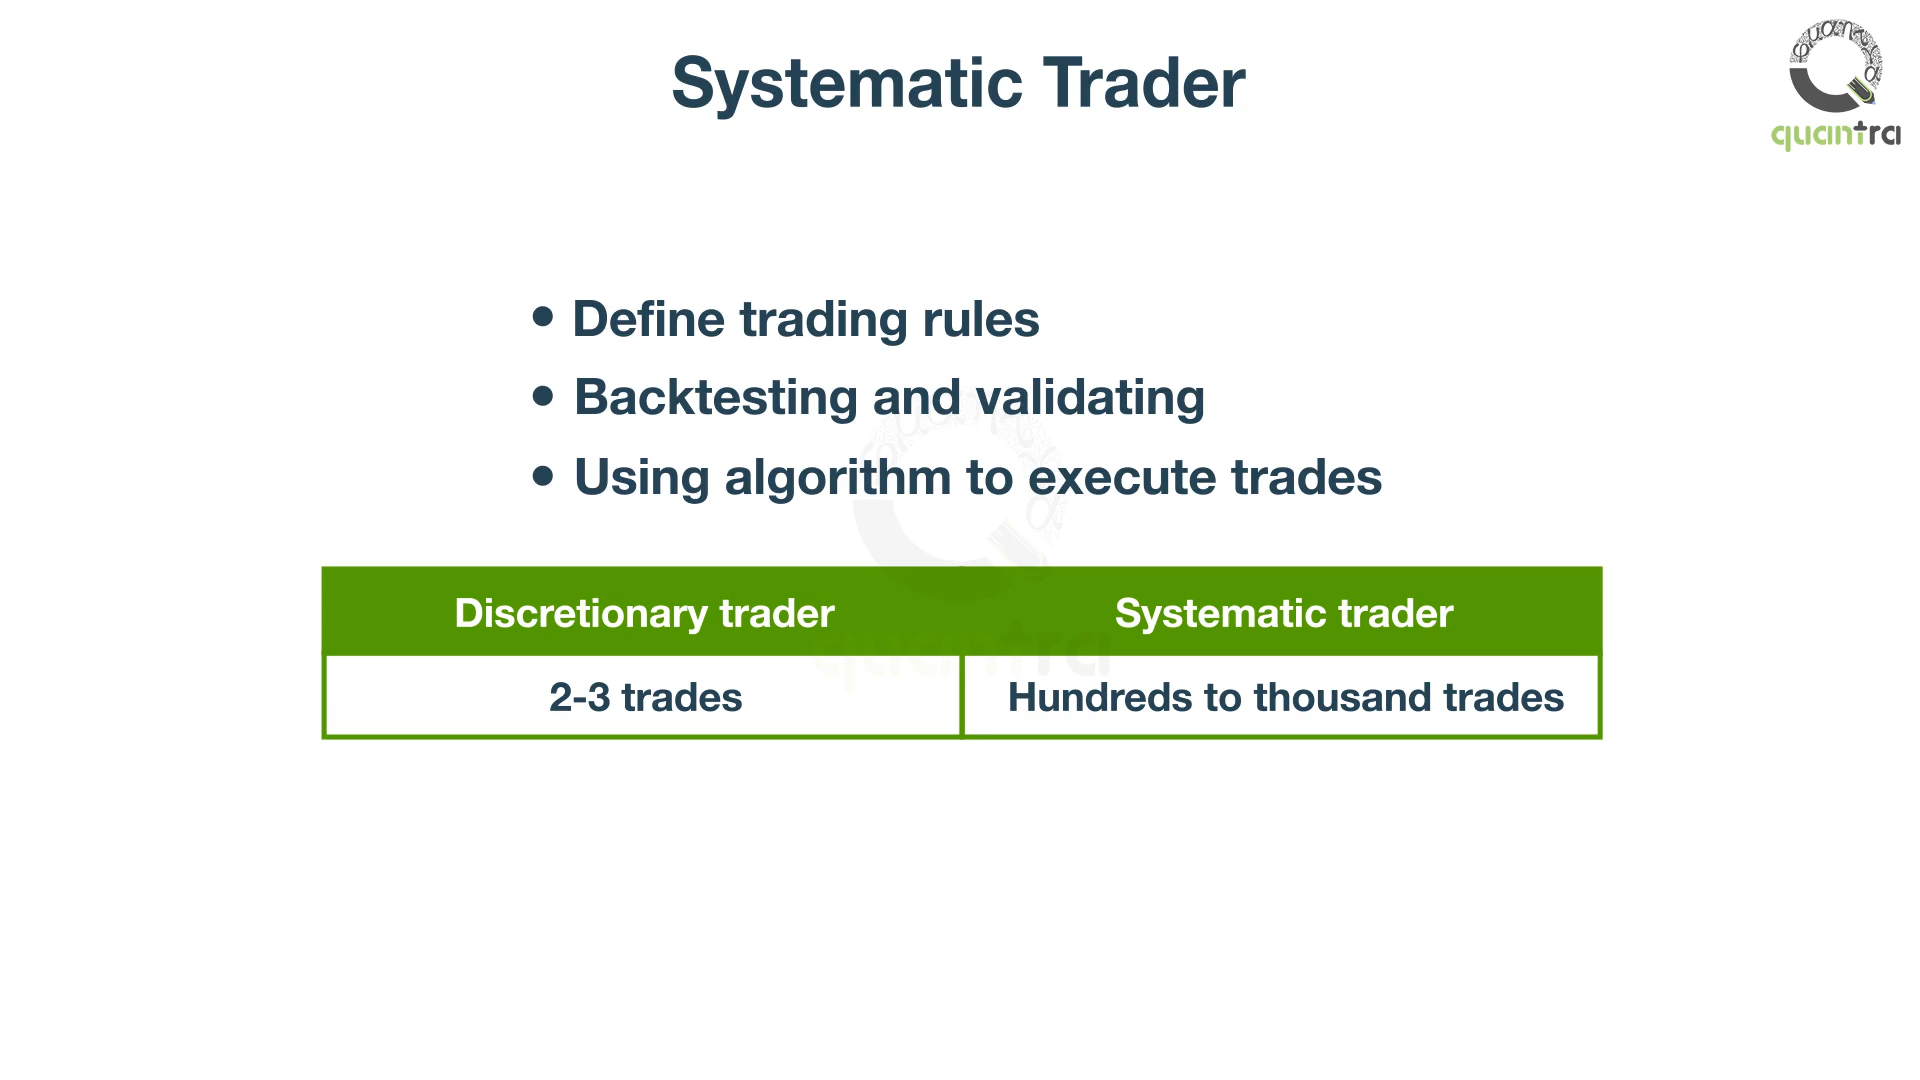 Systematic Trader
quantra
• Define trading rules
• Backtesting and validating
• Using algorithm to execute trades
Discretionary trader Systematic trader
2-3 trades Hundreds to thousand trades